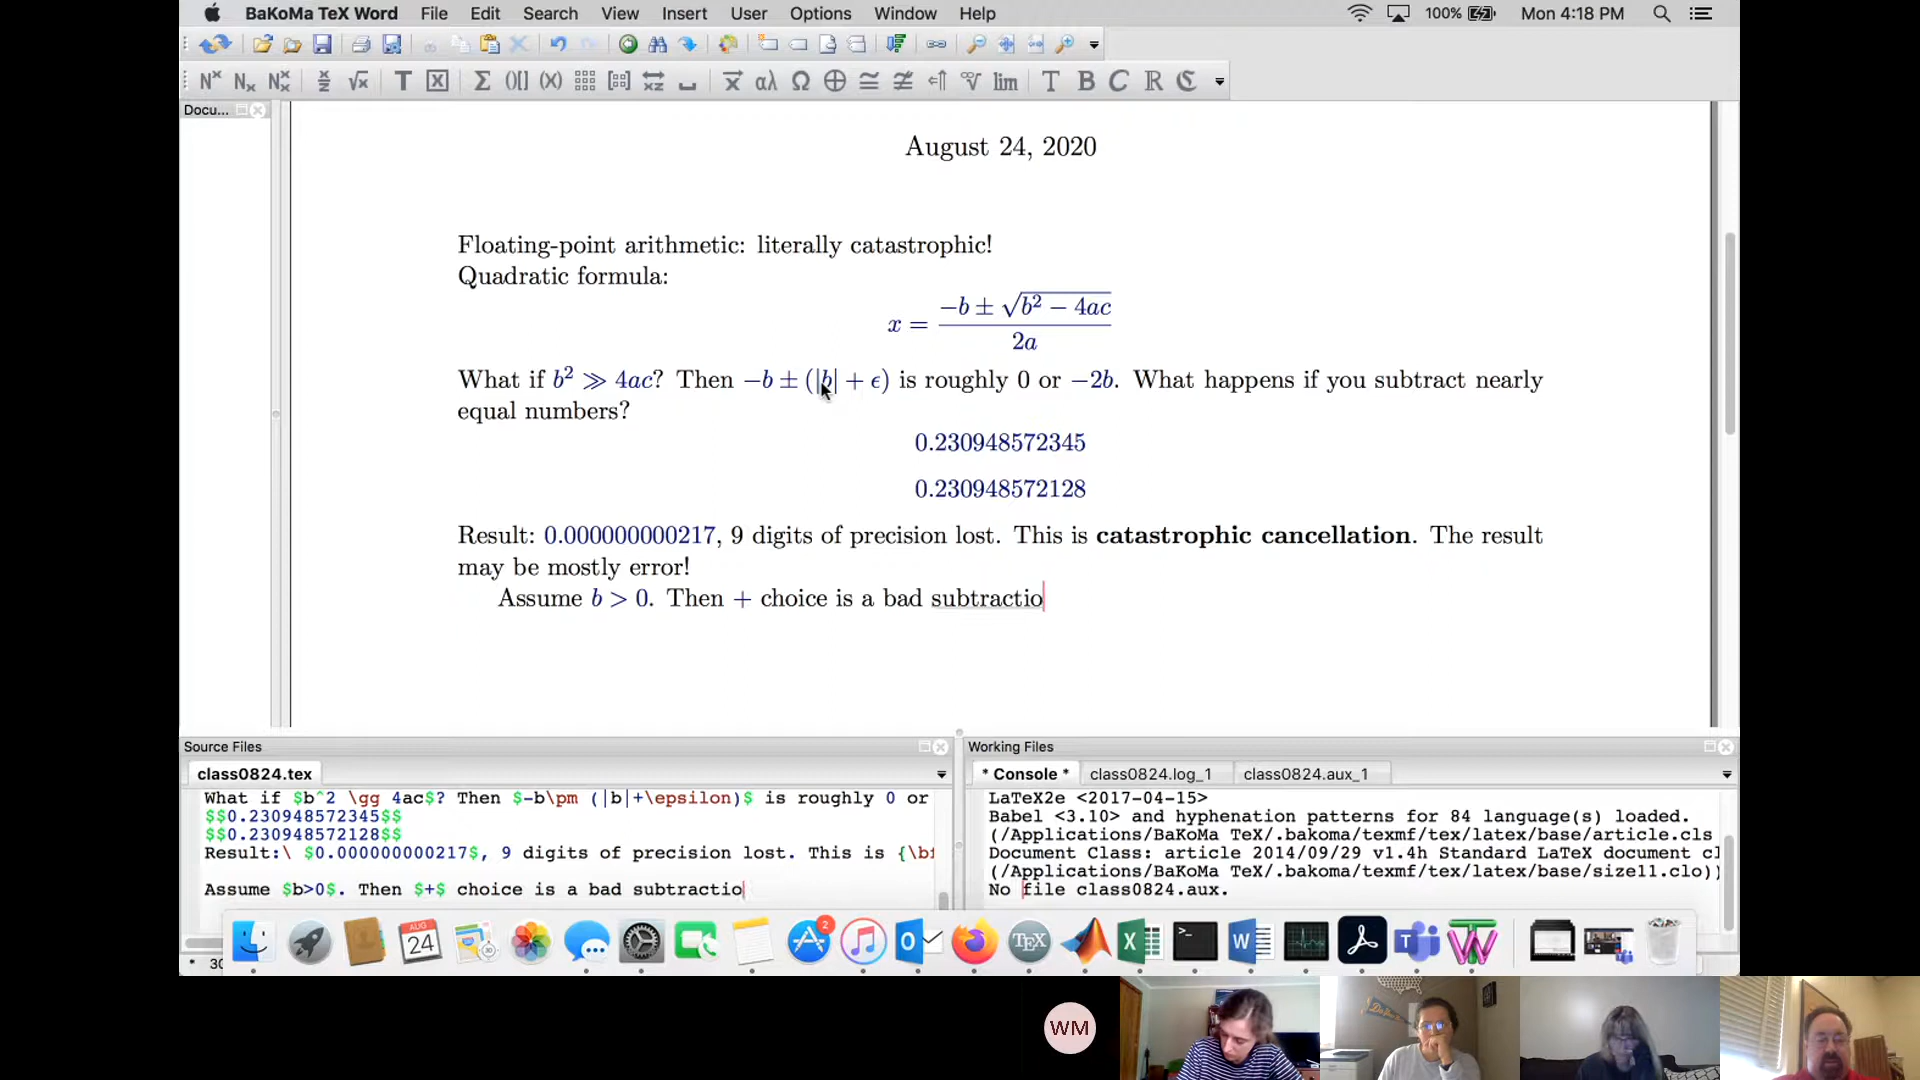 BaKoMa TeX Word File Edit Search View Insert User Options Window Help 100% Mon 4:18 PM
Docu...
August 24, 2020
Floating-point arithmetic: literally catastrophic!
Quadratic formula:
x = \frac{-b ± \sqrt{b² − 4ac}}{2a}
What if b² ≫ 4ac? Then −b ± (|b| + ϵ) is roughly 0 or −2b. What happens if you subtract nearly
equal numbers?
0.230948572345
0.230948572128
Result: 0.000000000217, 9 digits of precision lost. This is catastrophic cancellation. The result
may be mostly error!
Assume b > 0. Then + choice is a bad subtractio
Source Files
class0824.tex
What if $b^2 \gg 4ac$? Then $-b\pm (|b|+\epsilon)$ is roughly 0 or
$$0.230948572345$$
$$0.230948572128$$
Result:\ $0.000000000217$, 9 digits of precision lost. This is {\bf
Assume $b>0$. Then $+$ choice is a bad subtractio
Working Files
* Console * class0824.log_1 class0824.aux_1
LaTeX2e <2017-04-15>
Babel <3.10> and hyphenation patterns for 84 language(s) loaded.
(/Applications/BaKoMa TeX/.bakoma/texmf/tex/latex/base/article.cls
Document Class: article 2014/09/29 v1.4h Standard LaTeX document cl
(/Applications/BaKoMa TeX/.bakoma/texmf/tex/latex/base/size11.clo))
No file class0824.aux.
AUG
24
2
TEX
WM